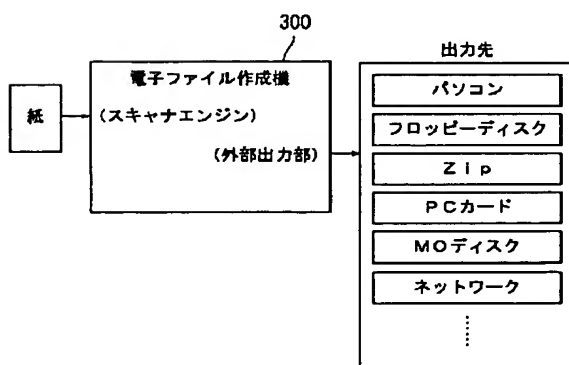 300
電子ファイル作成機
紙
(スキャナエンジン)
(外部出力部)
出力先
パソコン
フロッピーディスク
Zip
PCカード
MOディスク
ネットワーク